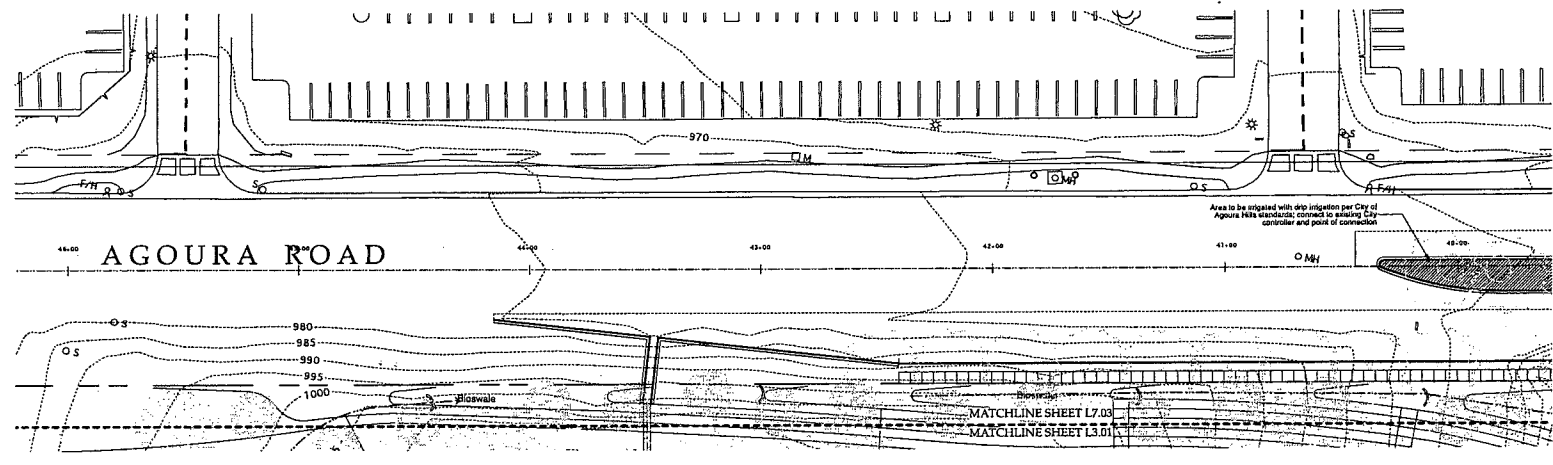 970
M
F/H
S
S
MH
S
S
F/H
Area to be irrigated with drip irrigation per City of
Agoura Hills standards; connect to existing City
controller and point of connection
46+00
AGOURA ROAD
44+00
43+00
42+00
41+00
40+00
MH
S
S
980
985
990
995
1000
Bioswale
Bioswale
MATCHLINE SHEET L7.03
MATCHLINE SHEET L3.01